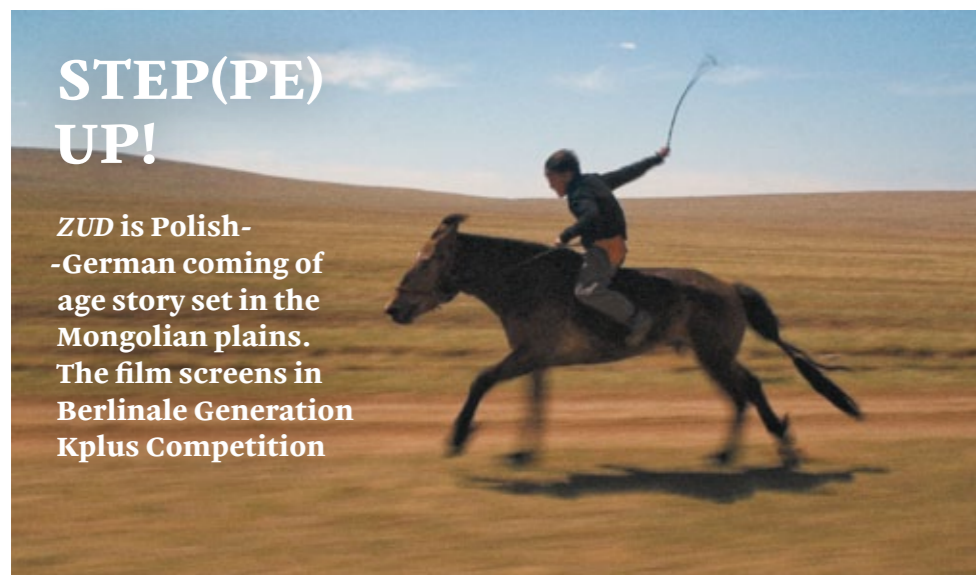 STEP(PE)
UP!
ZUD is Polish-
-German coming of
age story set in the
Mongolian plains.
The film screens in
Berlinale Generation
Kplus Competition